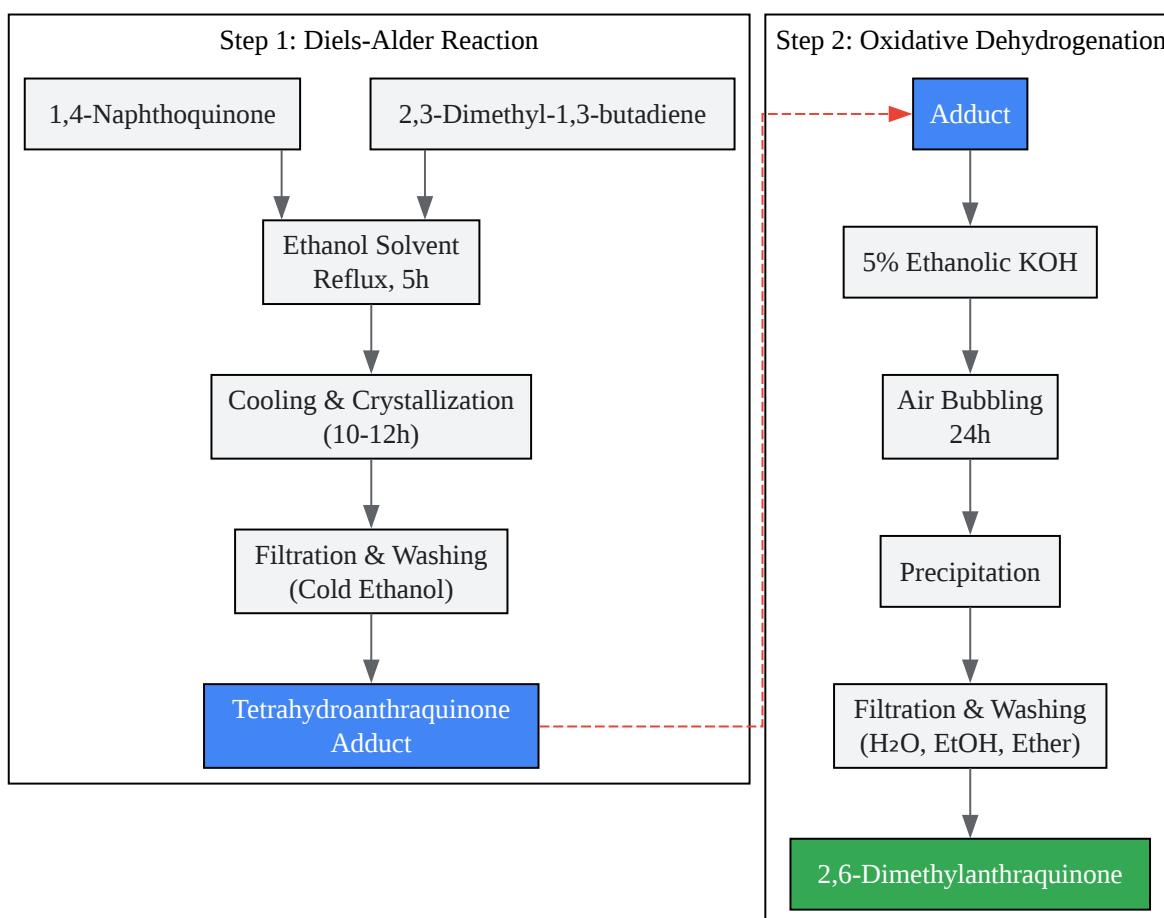 Step 1: Diels-Alder Reaction
1,4-Naphthoquinone
2,3-Dimethyl-1,3-butadiene
Ethanol Solvent
Reflux, 5h
Cooling & Crystallization
(10-12h)
Filtration & Washing
(Cold Ethanol)
Tetrahydroanthraquinone
Adduct
Step 2: Oxidative Dehydrogenation
Adduct
5% Ethanolic KOH
Air Bubbling
24h
Precipitation
Filtration & Washing
(H₂O, EtOH, Ether)
2,6-Dimethylanthraquinone